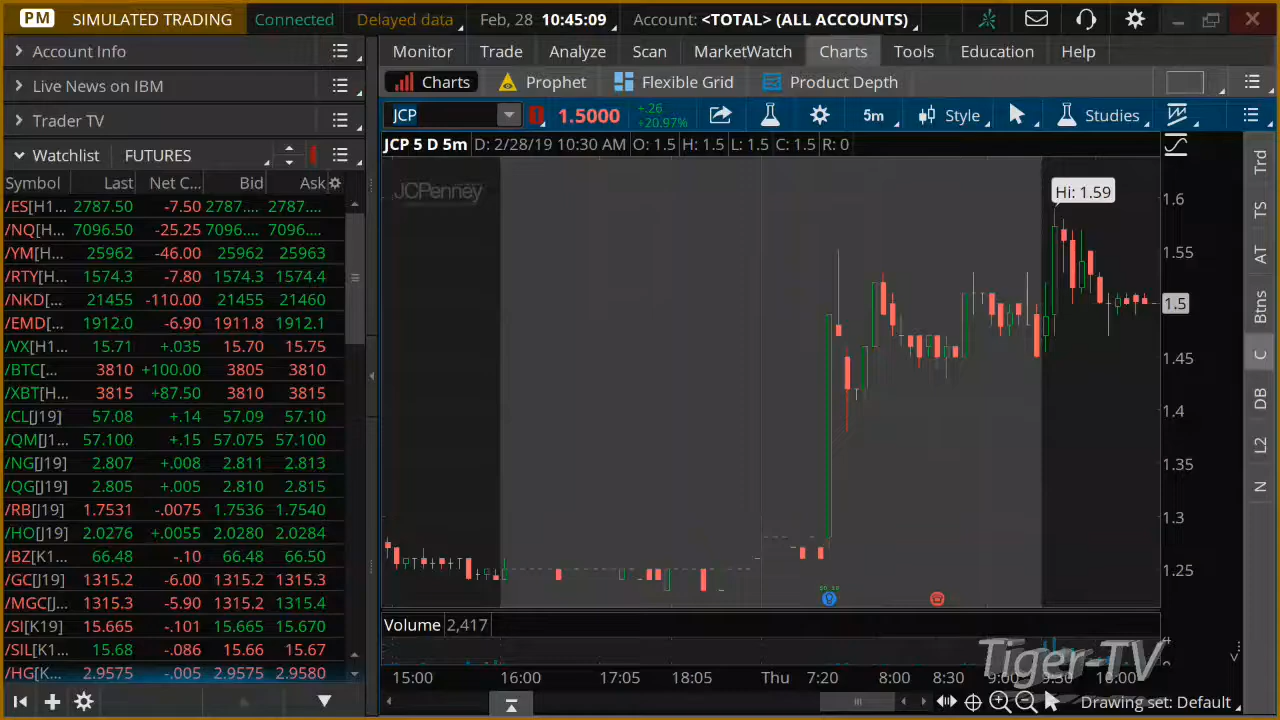 PM SIMULATED TRADING Connected Delayed data Feb, 28 10:45:09 Account: <TOTAL> (ALL ACCOUNTS)
Account Info
Live News on IBM
Trader TV
Watchlist FUTURES
Symbol Last Net C... Bid Ask
/ES[H1... 2787.50 -7.50 2787.... 2787....
/NQ[H... 7096.50 -25.25 7096.... 7096....
/YM[H... 25962 -46.00 25962 25963
/RTY[H... 1574.3 -7.80 1574.3 1574.4
/NKD[... 21455 -110.00 21455 21460
/EMD[... 1912.0 -6.90 1911.8 1912.1
/VX[H1... 15.71 +.035 15.70 15.75
/BTC[... 3810 +100.00 3805 3810
/XBT[H... 3815 +87.50 3810 3815
/CL[J19] 57.08 +.14 57.09 57.10
/QM[J1... 57.100 +.15 57.075 57.100
/NG[J19] 2.807 +.008 2.811 2.813
/QG[J19] 2.805 +.005 2.810 2.815
/RB[J19] 1.7531 -.0075 1.7536 1.7540
/HO[J19] 2.0276 +.0055 2.0280 2.0284
/BZ[K1... 66.48 -.10 66.48 66.50
/GC[J19] 1315.2 -6.00 1315.2 1315.3
/MGC[J... 1315.3 -5.90 1315.2 1315.4
/SI[K19] 15.665 -.101 15.665 15.670
/SIL[K1... 15.68 -.086 15.66 15.67
/HG[K... 2.9575 -.005 2.9575 2.9580
Monitor Trade Analyze Scan MarketWatch Charts Tools Education Help
Charts Prophet Flexible Grid Product Depth
JCP 1.5000 +.26
+20.97%
5m Style Studies
JCP 5 D 5m D: 2/28/19 10:30 AM O: 1.5 H: 1.5 L: 1.5 C: 1.5 R: 0
JCPenney
Hi: 1.59
1.6
1.55
1.5
1.45
1.4
1.35
1.3
1.25
Volume 2,417
Tiger-TV
15:00 16:00 17:05 18:05 Thu 7:20 8:00 8:30 9:00 9:30 10:00
Drawing set: Default
Trd
TS
AT
Btns
C
DB
L2
N